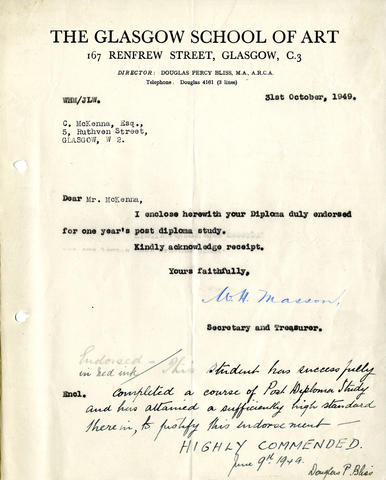 THE GLASGOW SCHOOL OF ART
167 RENFREW STREET, GLASGOW, C.3
DIRECTOR: DOUGLAS PERCY BLISS, M.A., A.R.C.A.
Telephone. Douglas 4161 (3 lines)
WHM/JLW.
31st October, 1949.
C. McKenna, Esq.,
5, Ruthven Street,
GLASGOW, W 2.
Dear Mr. McKenna,
I enclose herewith your Diploma duly endorsed
for one year's post diploma study.
Kindly acknowledge receipt.
Yours faithfully,
W.H. Masson,
Secretary and Treasurer.
Endorsed — This student has successfully
in red ink
Encl. completed a course of Post Diploma Study
and has attained a sufficiently high standard
therein, to justify this endorsement —
HIGHLY COMMENDED.
June 9th 1949.
Douglas P. Bliss